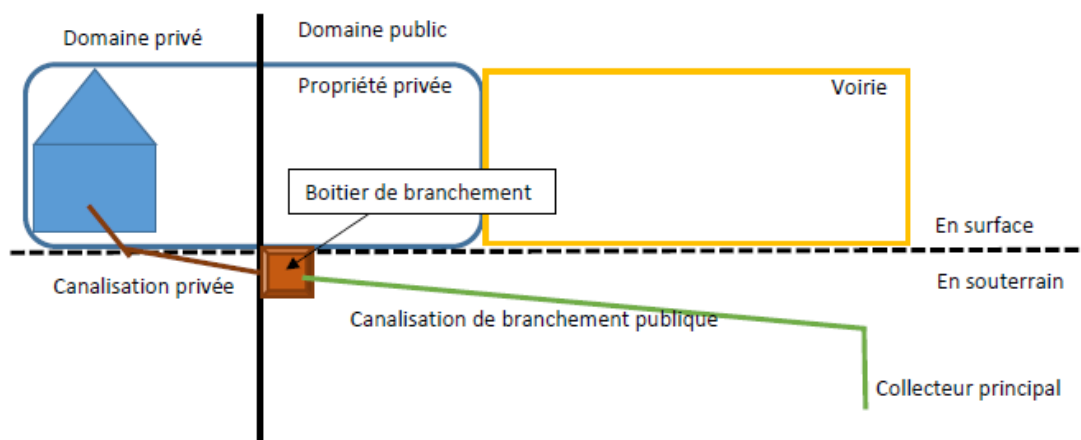 Domaine privé
Domaine public
Propriété privée
Voirie
Boitier de branchement
En surface
Canalisation privée
En souterrain
Canalisation de branchement publique
Collecteur principal